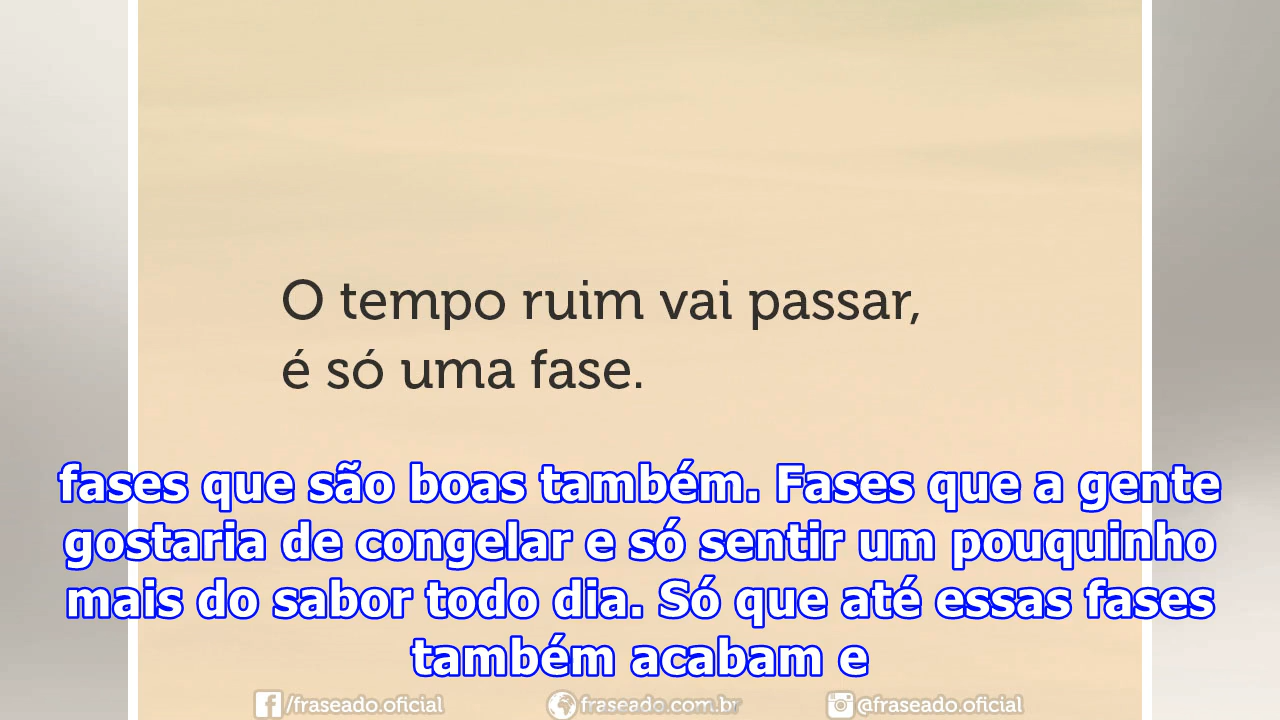 O tempo ruim vai passar,
é só uma fase.
fases que são boas também. Fases que a gente
gostaria de congelar e só sentir um pouquinho
mais do sabor todo dia. Só que até essas fases
também acabam e
/fraseado.oficial fraseado.com.br @fraseado.oficial